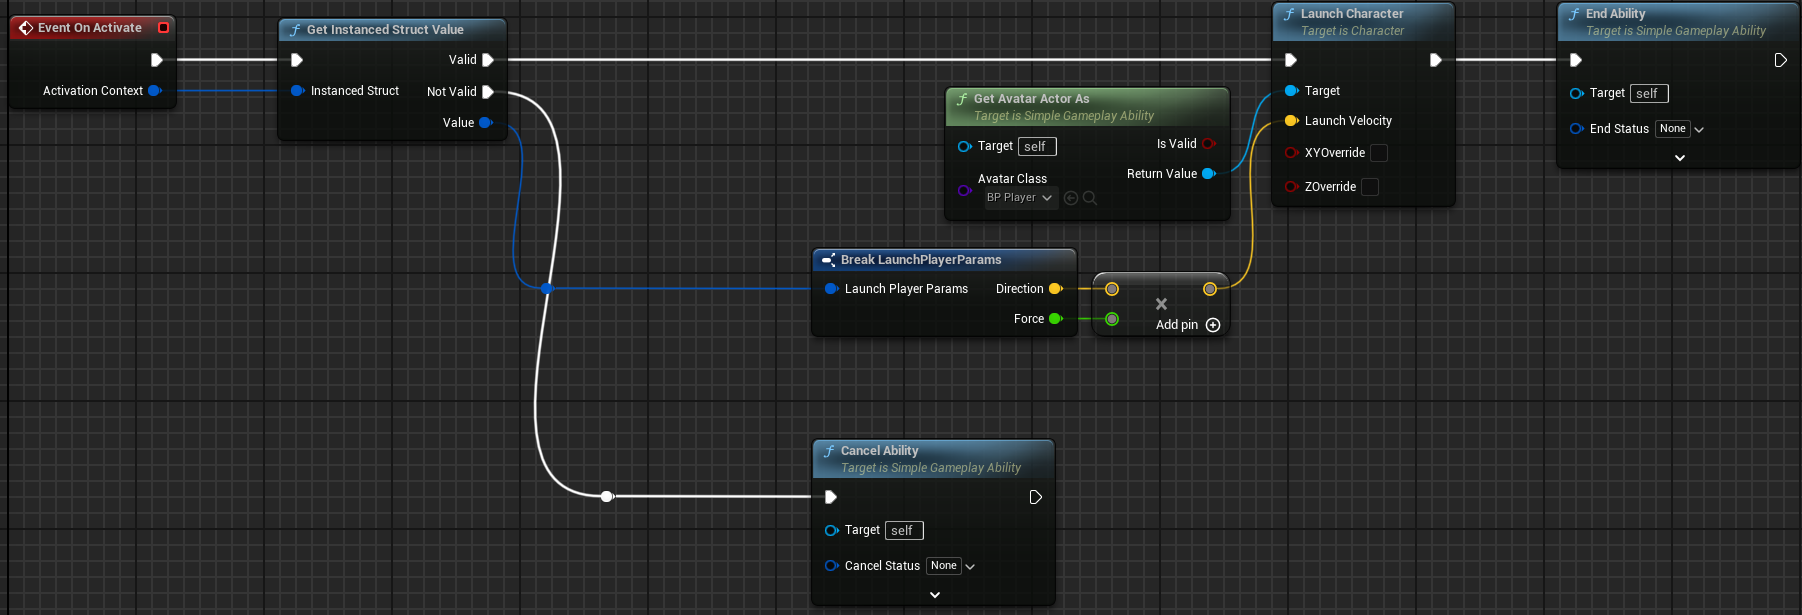 Event On Activate
Activation Context
Get Instanced Struct Value
Valid
Instanced Struct
Not Valid
Value
Get Avatar Actor As
Target is Simple Gameplay Ability
Target self
Is Valid
Avatar Class
BP Player
Return Value
Launch Character
Target is Character
Target
Launch Velocity
XYOverride
ZOverride
End Ability
Target is Simple Gameplay Ability
Target self
End Status None
Break LaunchPlayerParams
Launch Player Params
Direction
Force
Add pin
Cancel Ability
Target is Simple Gameplay Ability
Target self
Cancel Status None